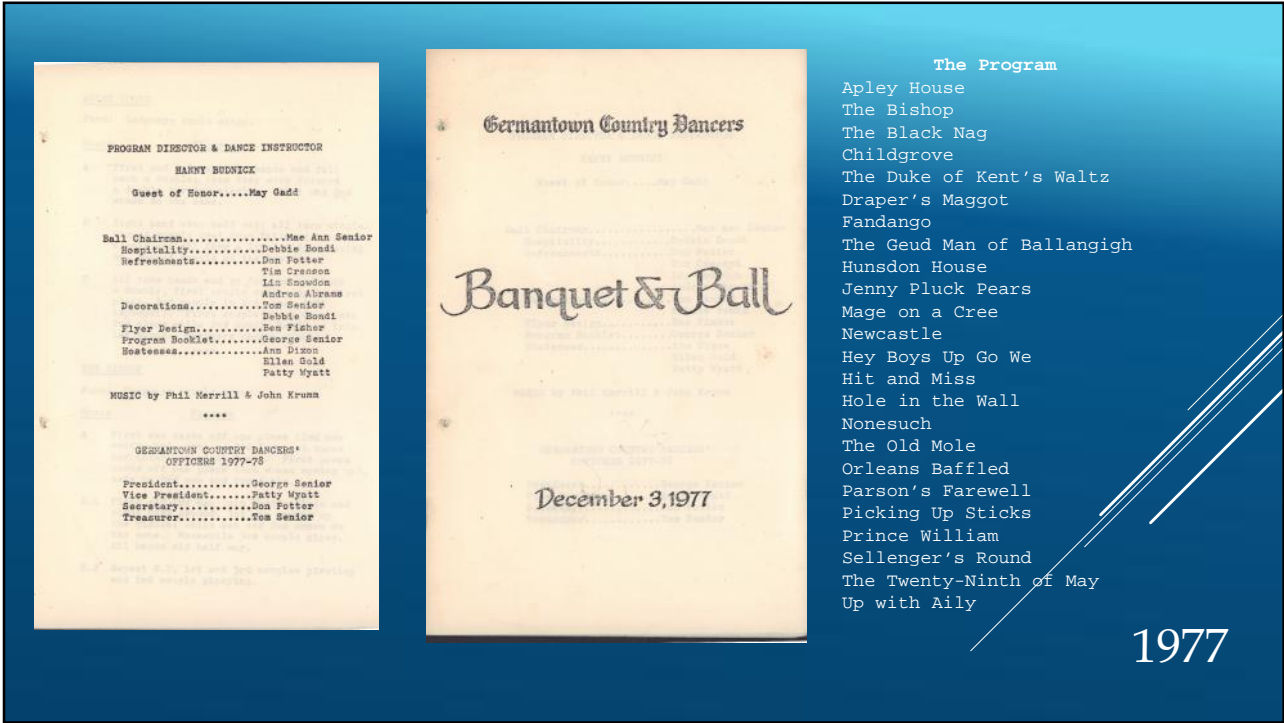 PROGRAM DIRECTOR & DANCE INSTRUCTOR
HANNY BUDNICK
Guest of Honor.....May Gadd
Ball Chairman................Mae Ann Senior
Hospitality...........Debbie Bondi
Refreshments..........Don Potter
Tim Crenson
Lin Snowdon
Andrea Abrams
Decorations...........Tom Senior
Debbie Bondi
Flyer Design..........Ben Fisher
Program Booklet.......George Senior
Hostesses.............Ann Dixon
Ellen Gold
Patty Wyatt
MUSIC by Phil Merrill & John Krumm
****
GERMANTOWN COUNTRY DANCERS'
OFFICERS 1977-78
President...........George Senior
Vice President......Patty Wyatt
Secretary...........Don Potter
Treasurer...........Tom Senior
Germantown Country Dancers
Banquet & Ball
December 3, 1977
The Program
Apley House
The Bishop
The Black Nag
Childgrove
The Duke of Kent's Waltz
Draper's Maggot
Fandango
The Geud Man of Ballangigh
Hunsdon House
Jenny Pluck Pears
Mage on a Cree
Newcastle
Hey Boys Up Go We
Hit and Miss
Hole in the Wall
Nonesuch
The Old Mole
Orleans Baffled
Parson's Farewell
Picking Up Sticks
Prince William
Sellenger's Round
The Twenty-Ninth of May
Up with Aily
1977